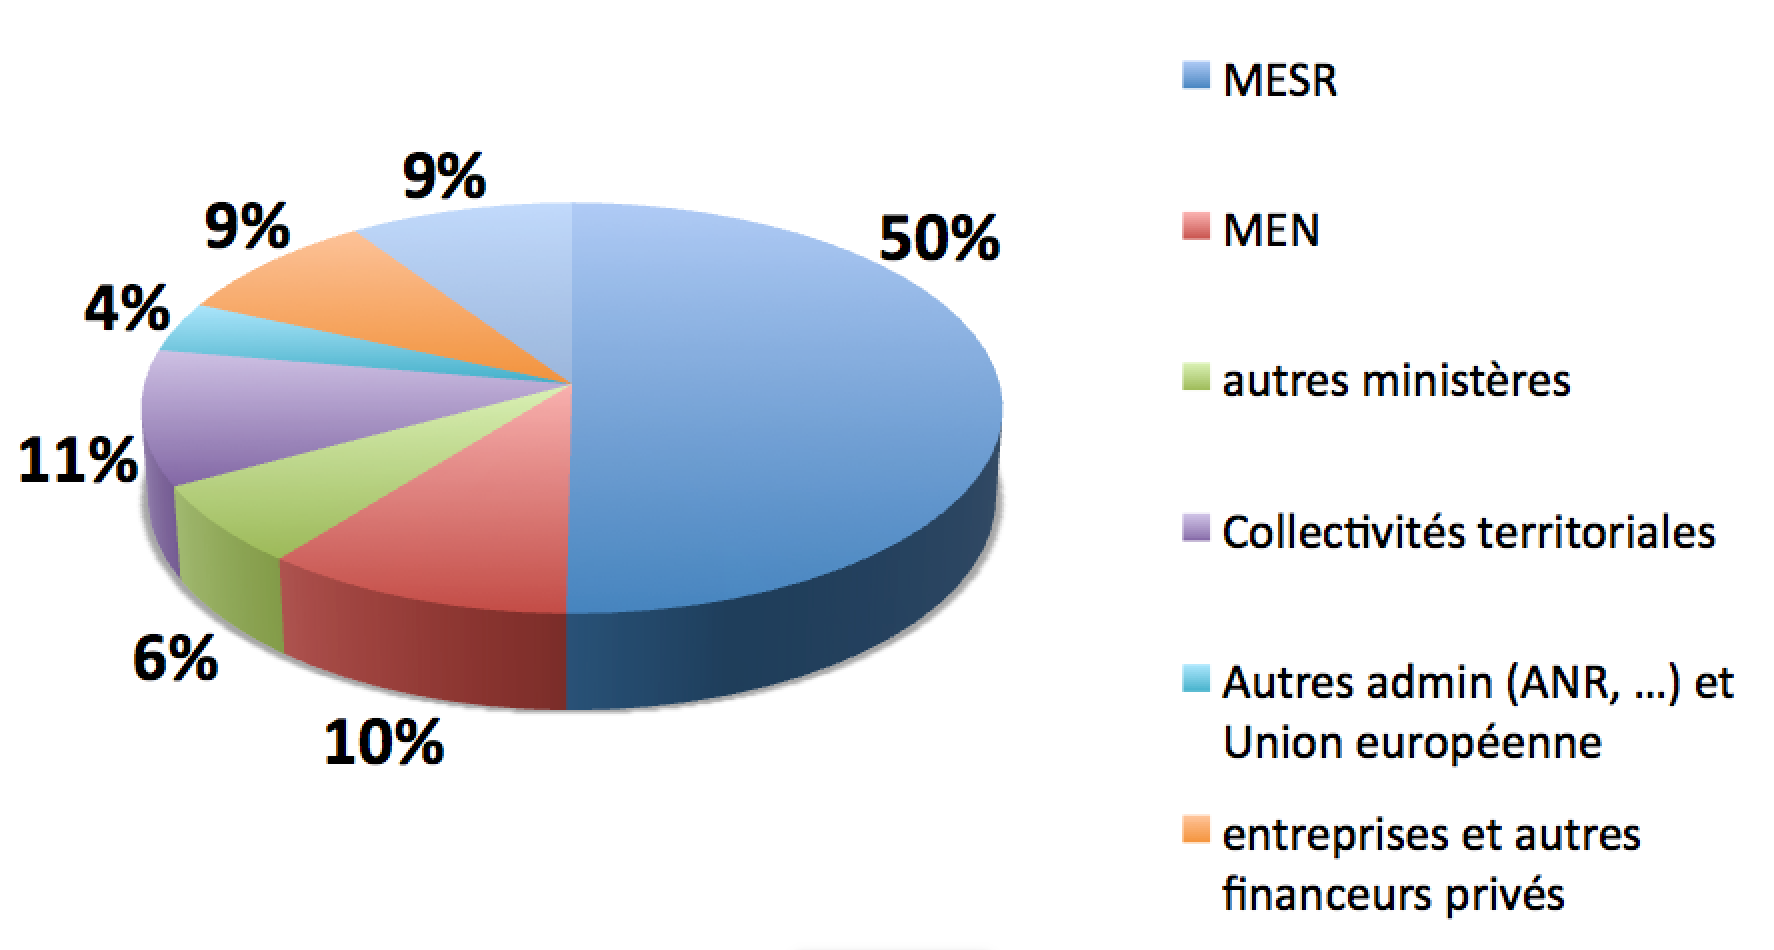 9%
9%
50%
4%
11%
6%
10%
MESR
MEN
autres ministères
Collectivités territoriales
Autres admin (ANR, ...) et
Union européenne
entreprises et autres
financeurs privés